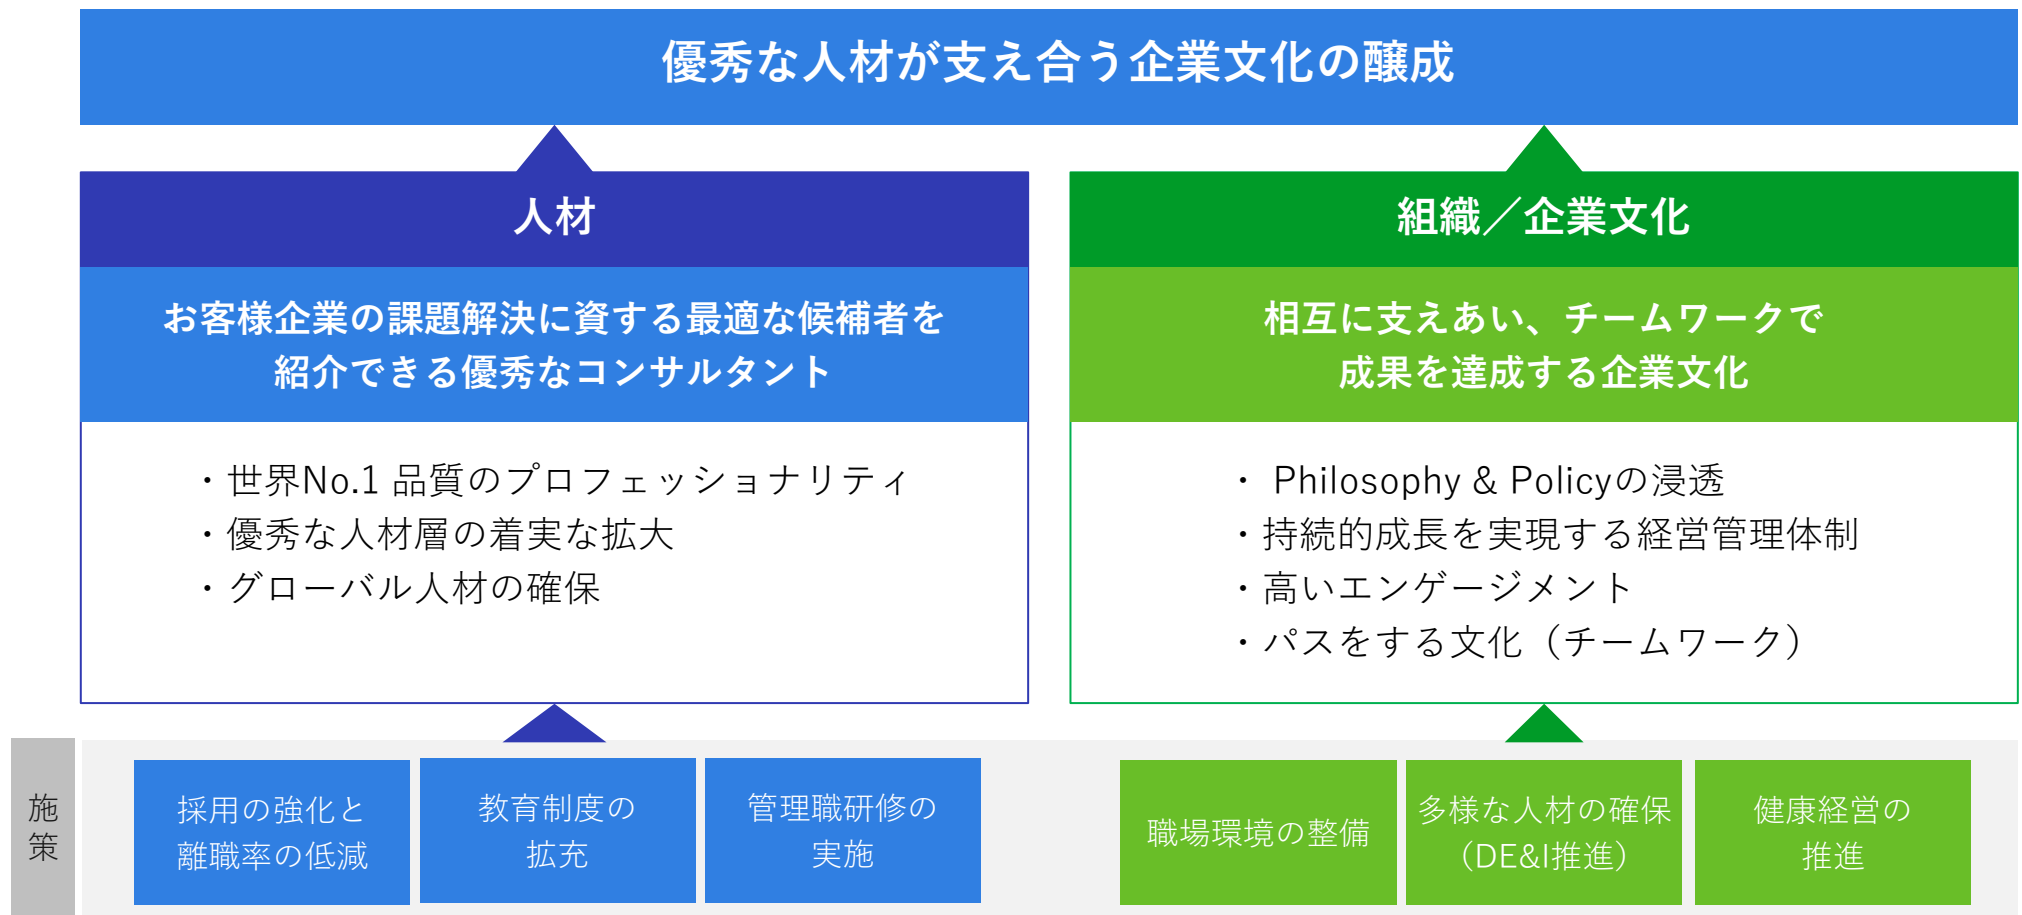 優秀な人材が支え合う企業文化の醸成
人材
お客様企業の課題解決に資する最適な候補者を
紹介できる優秀なコンサルタント
・世界No.1 品質のプロフェッショナリティ
・優秀な人材層の着実な拡大
・グローバル人材の確保
組織／企業文化
相互に支えあい、チームワークで
成果を達成する企業文化
・ Philosophy & Policyの浸透
・持続的成長を実現する経営管理体制
・高いエンゲージメント
・パスをする文化（チームワーク）
施
策
採用の強化と
離職率の低減
教育制度の
拡充
管理職研修の
実施
職場環境の整備
多様な人材の確保
（DE&I推進）
健康経営の
推進